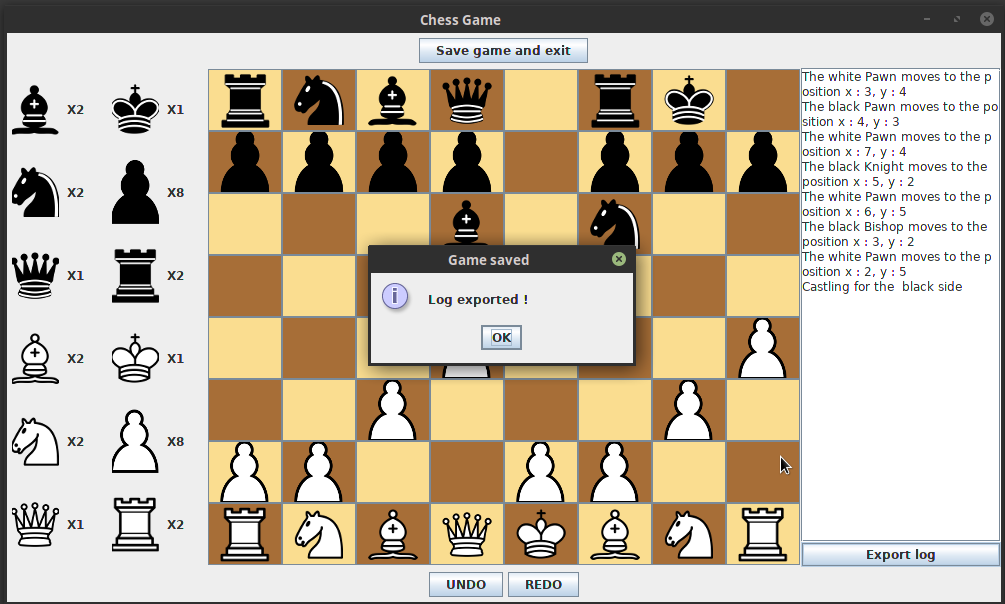 Chess Game
Save game and exit
X2
X1
X2
X8
X1
X2
X2
X1
X2
X8
X1
X2
The white Pawn moves to the p
osition x : 3, y : 4
The black Pawn moves to the po
sition x : 4, y : 3
The white Pawn moves to the p
osition x : 7, y : 4
The black Knight moves to the
position x : 5, y : 2
The white Pawn moves to the p
osition x : 6, y : 5
The black Bishop moves to the
position x : 3, y : 2
The white Pawn moves to the p
osition x : 2, y : 5
Castling for the  black side
Game saved
Log exported !
OK
Export log
UNDO
REDO